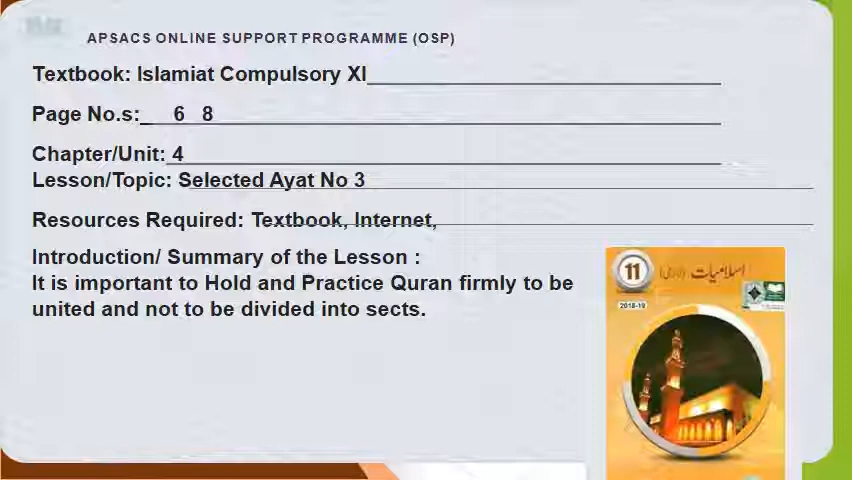 APSACS ONLINE SUPPORT PROGRAMME (OSP)
Textbook: Islamiat Compulsory XI
Page No.s: 6 8
Chapter/Unit: 4
Lesson/Topic: Selected Ayat No 3
Resources Required: Textbook, Internet,
Introduction/ Summary of the Lesson :
It is important to Hold and Practice Quran firmly to be
united and not to be divided into sects.
11
اسلامیات (لازمی)
2018-19